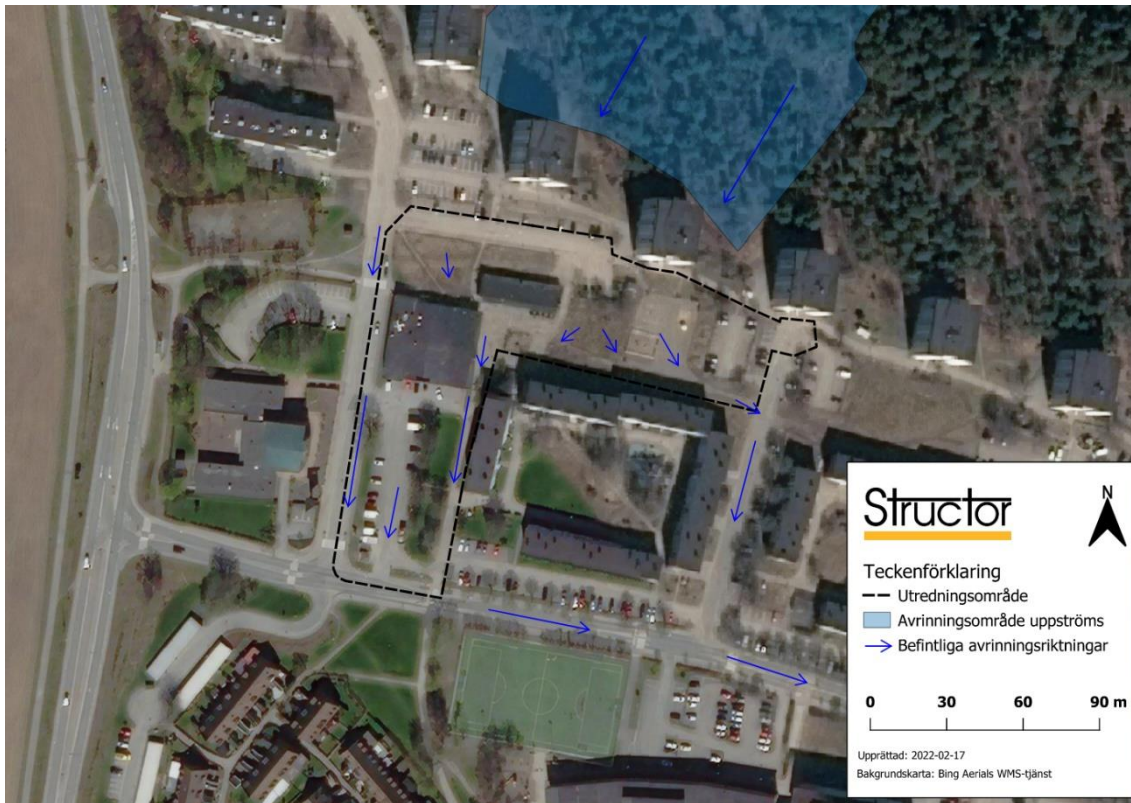 Structor
N
Teckenförklaring
Utredningsområde
Avrinningsområde uppströms
Befintliga avrinningsriktningar
0 30 60 90 m
Upprättad: 2022-02-17
Bakgrundskarta: Bing Aerials WMS-tjänst